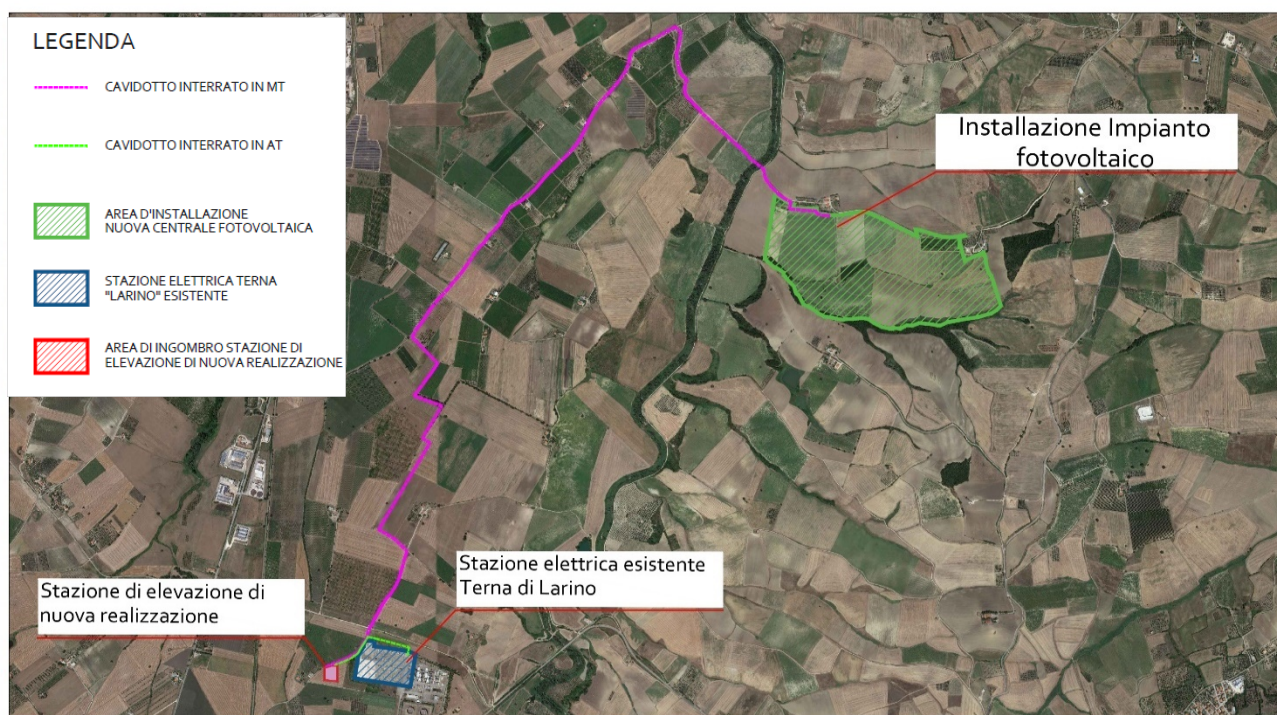 LEGENDA
CAVIDOTTO INTERRATO IN MT
CAVIDOTTO INTERRATO IN AT
AREA D'INSTALLAZIONE
NUOVA CENTRALE FOTOVOLTAICA
STAZIONE ELETTRICA TERNA
"LARINO" ESISTENTE
AREA DI INGOMBRO STAZIONE DI
ELEVAZIONE DI NUOVA REALIZZAZIONE
Installazione Impianto
fotovoltaico
Stazione elettrica esistente
Terna di Larino
Stazione di elevazione di
nuova realizzazione